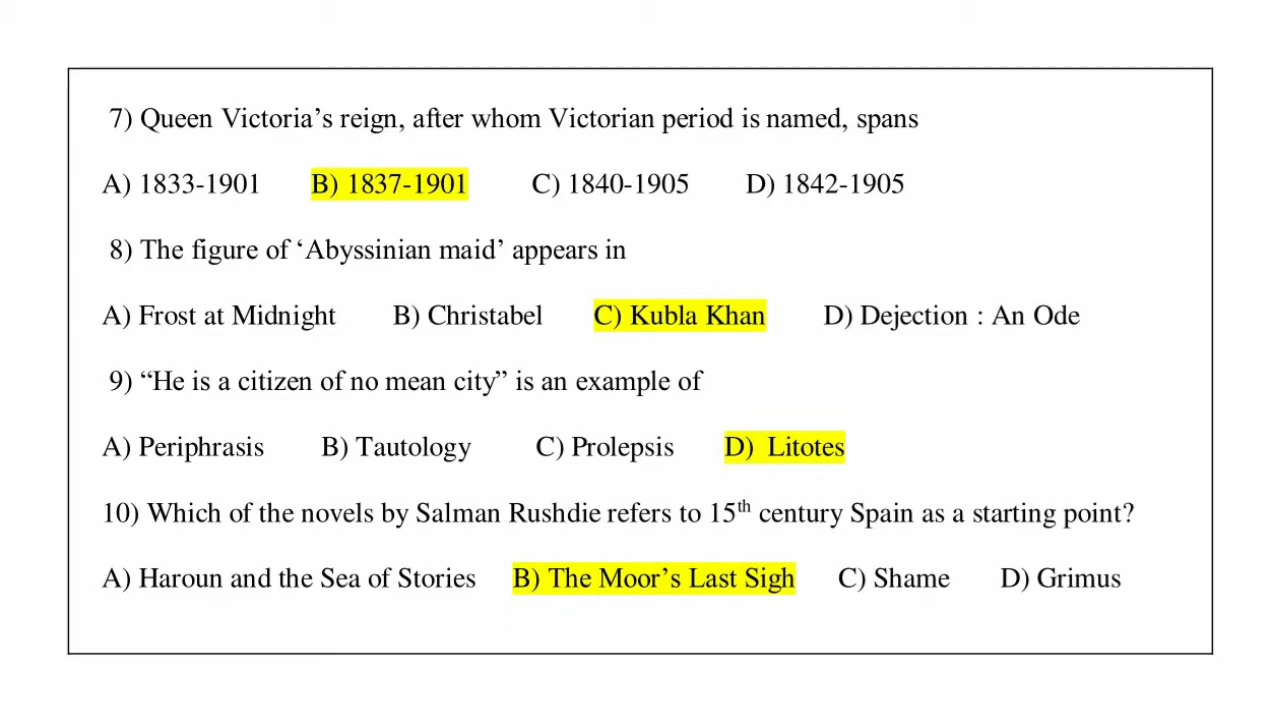 7) Queen Victoria’s reign, after whom Victorian period is named, spans
A) 1833-1901 B) 1837-1901 C) 1840-1905 D) 1842-1905
8) The figure of ‘Abyssinian maid’ appears in
A) Frost at Midnight B) Christabel C) Kubla Khan D) Dejection : An Ode
9) “He is a citizen of no mean city” is an example of
A) Periphrasis B) Tautology C) Prolepsis D) Litotes
10) Which of the novels by Salman Rushdie refers to 15th century Spain as a starting point?
A) Haroun and the Sea of Stories B) The Moor’s Last Sigh C) Shame D) Grimus